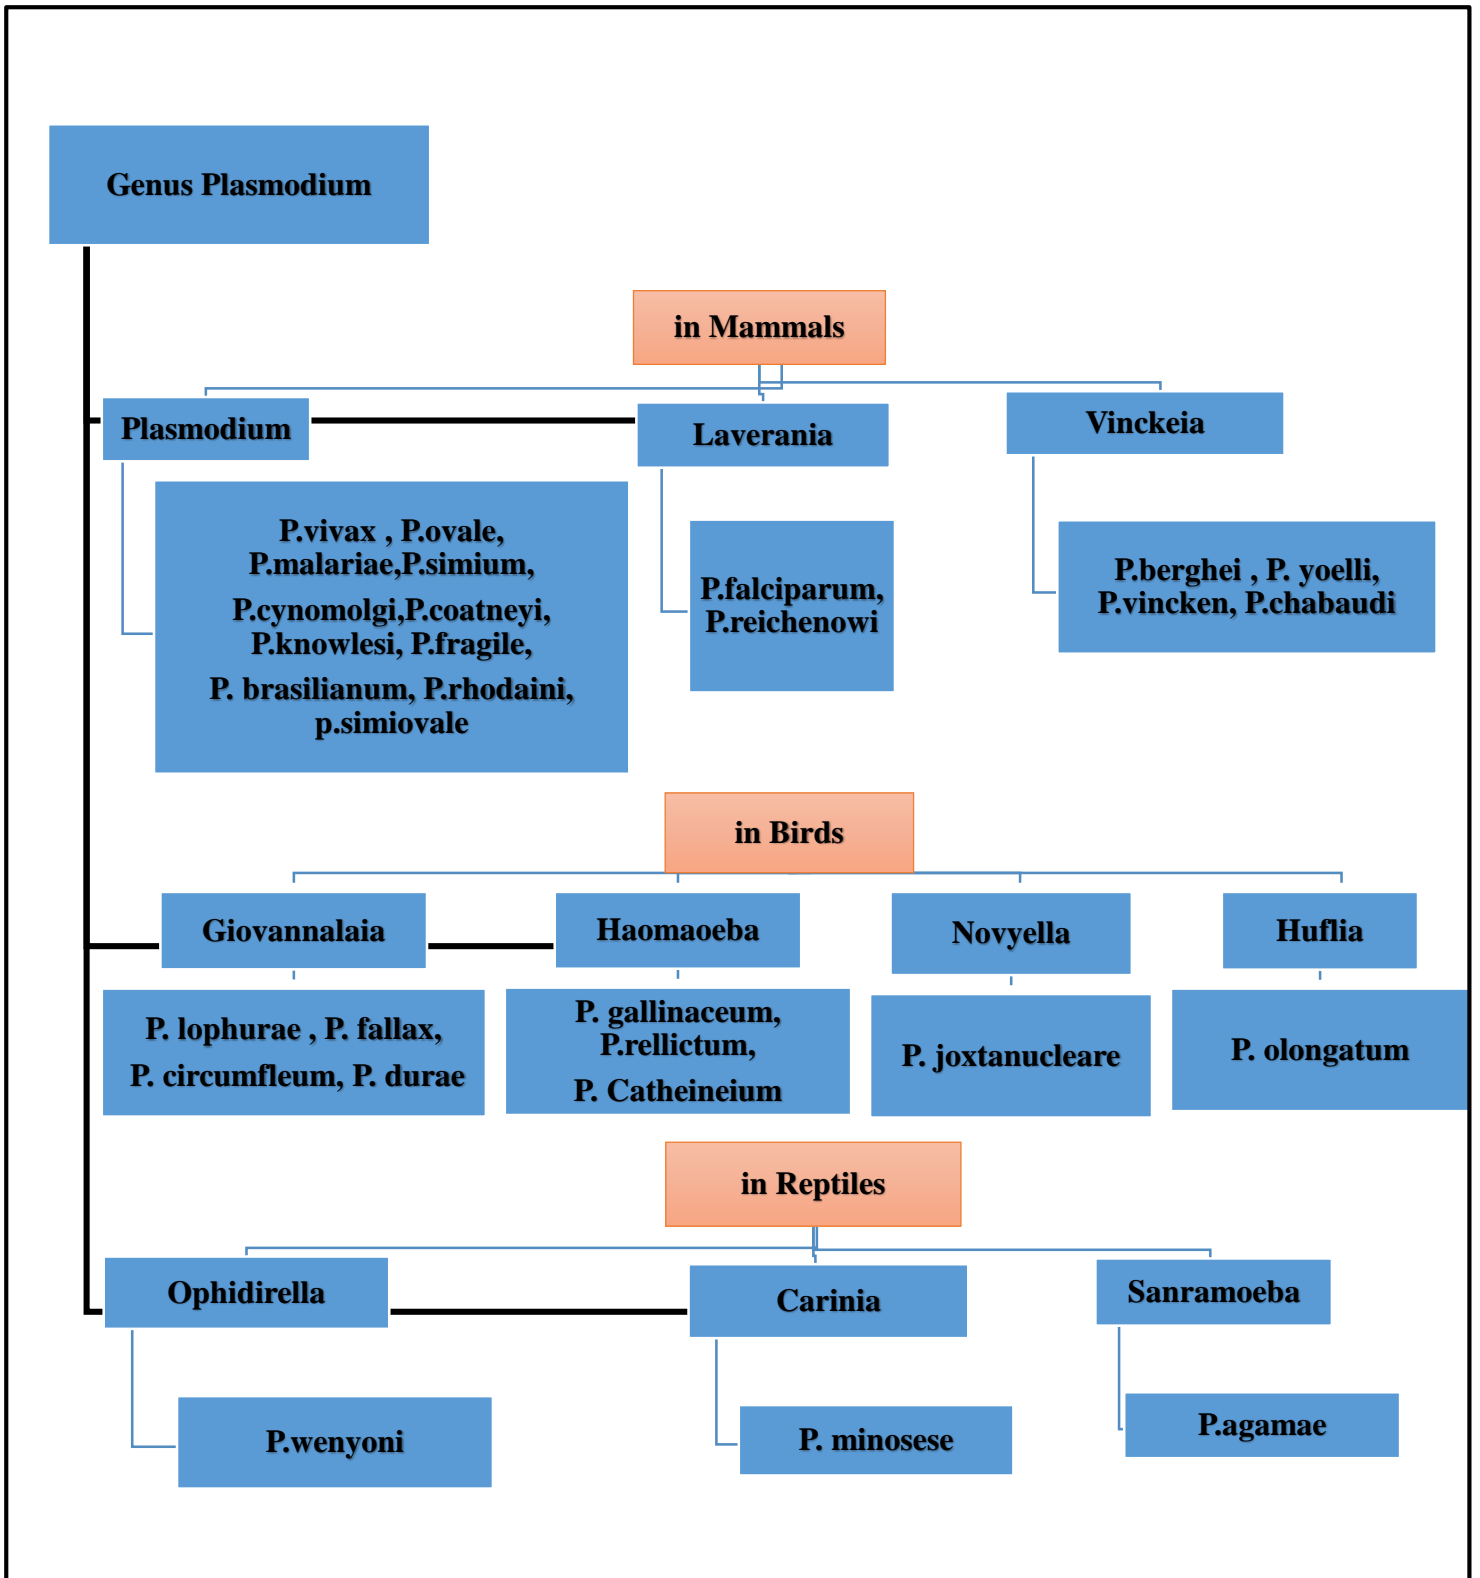 Genus Plasmodium
in Mammals
Plasmodium
Laverania
Vinckeia
P.vivax , P.ovale,
P.malariae,P.simium,
P.cynomolgi,P.coatneyi,
P.knowlesi, P.fragile,
P. brasilianum, P.rhodaini,
p.simiovale
P.falciparum,
P.reichenowi
P.berghei , P. yoelli,
P.vincken, P.chabaudi
in Birds
Giovannalaia
Haomaoeba
Novyella
Huflia
P. lophurae , P. fallax,
P. circumfleum, P. durae
P. gallinaceum,
P.rellictum,
P. Catheineium
P. joxtanucleare
P. olongatum
in Reptiles
Ophidirella
Carinia
Sanramoeba
P.wenyoni
P. minosese
P.agamae